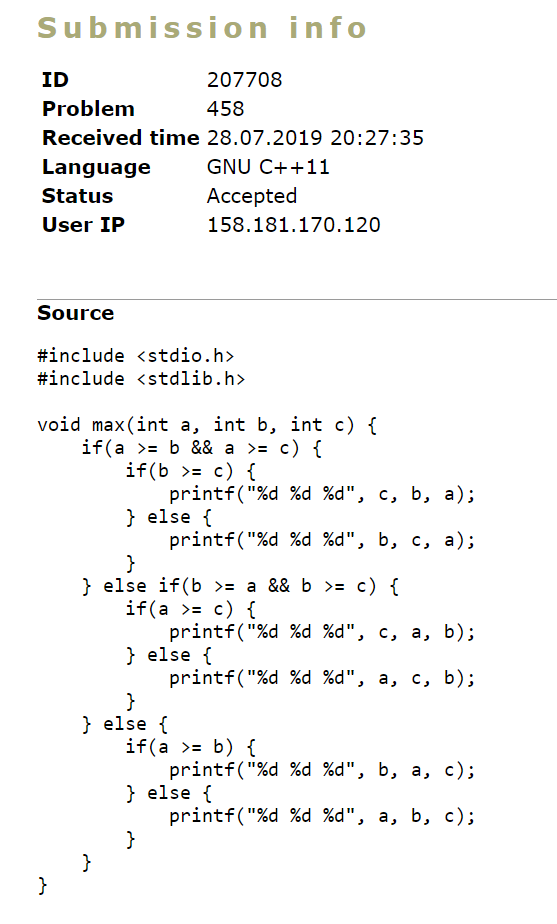 Submission info
ID 207708
Problem 458
Received time 28.07.2019 20:27:35
Language GNU C++11
Status Accepted
User IP 158.181.170.120
Source
#include <stdio.h>
#include <stdlib.h>
void max(int a, int b, int c) {
    if(a >= b && a >= c) {
        if(b >= c) {
            printf("%d %d %d", c, b, a);
        } else {
            printf("%d %d %d", b, c, a);
        }
    } else if(b >= a && b >= c) {
        if(a >= c) {
            printf("%d %d %d", c, a, b);
        } else {
            printf("%d %d %d", a, c, b);
        }
    } else {
        if(a >= b) {
            printf("%d %d %d", b, a, c);
        } else {
            printf("%d %d %d", a, b, c);
        }
    }
}